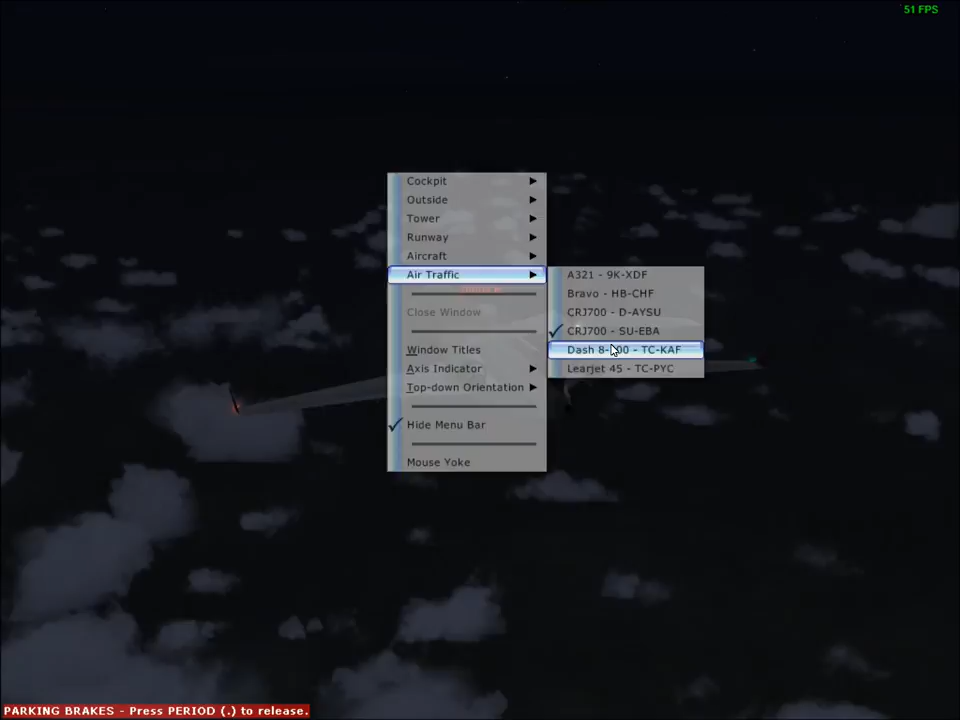 51 FPS
Cockpit
Outside
Tower
Runway
Aircraft
Air Traffic
A321 - 9K-XDF
Bravo - HB-CHF
CRJ700 - D-AYSU
Close Window
CRJ700 - SU-EBA
Window Titles
Dash 8- 00 - TC-KAF
Axis Indicator
Learjet 45 - TC-PYC
Top-down Orientation
Hide Menu Bar
Mouse Yoke
PARKING BRAKES - Press PERIOD (.) to release.